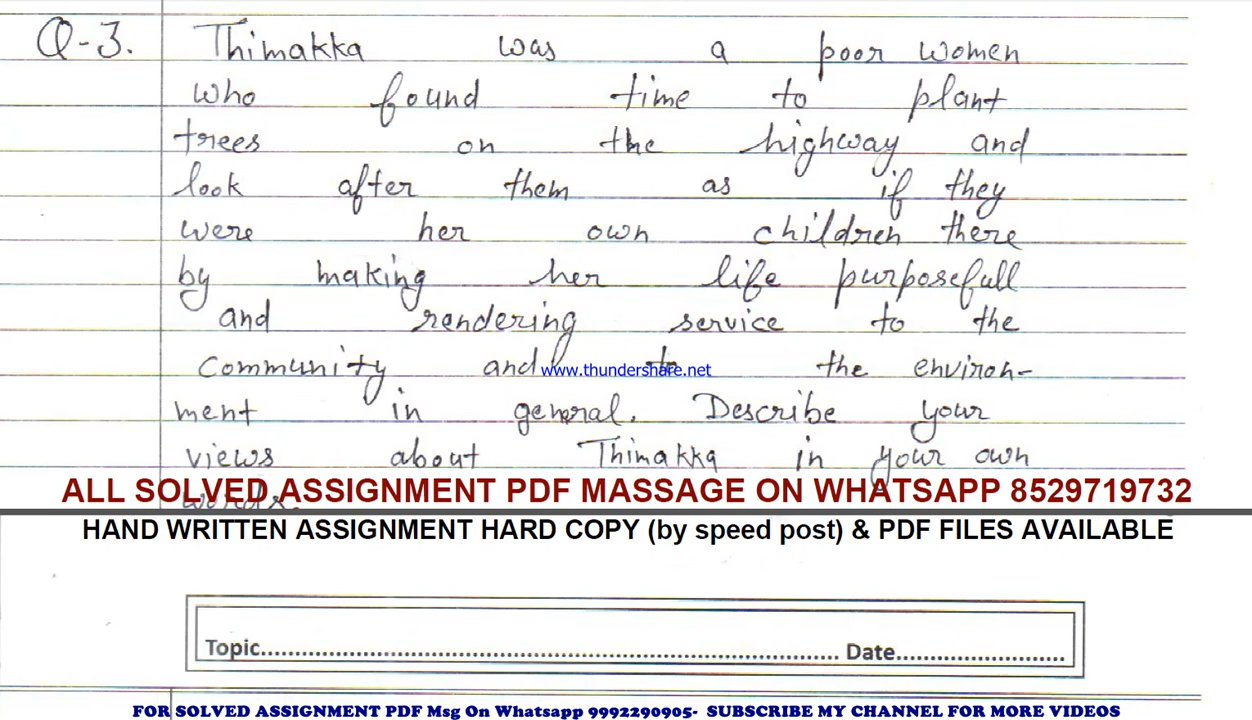 Q-3. Thimakka was a poor women
who found time to plant
trees on the highway and
look after them as if they
were her own children there
by making her life purposefull
and rendering service to the
community and to the environ-
www.thundershare.net
ment in general. Describe your
views about Thimakka in your own
words.
ALL SOLVED ASSIGNMENT PDF MASSAGE ON WHATSAPP 8529719732
HAND WRITTEN ASSIGNMENT HARD COPY (by speed post) & PDF FILES AVAILABLE
Topic.......................................................................................... Date..........................
FOR SOLVED ASSIGNMENT PDF Msg On Whatsapp 9992290905- SUBSCRIBE MY CHANNEL FOR MORE VIDEOS